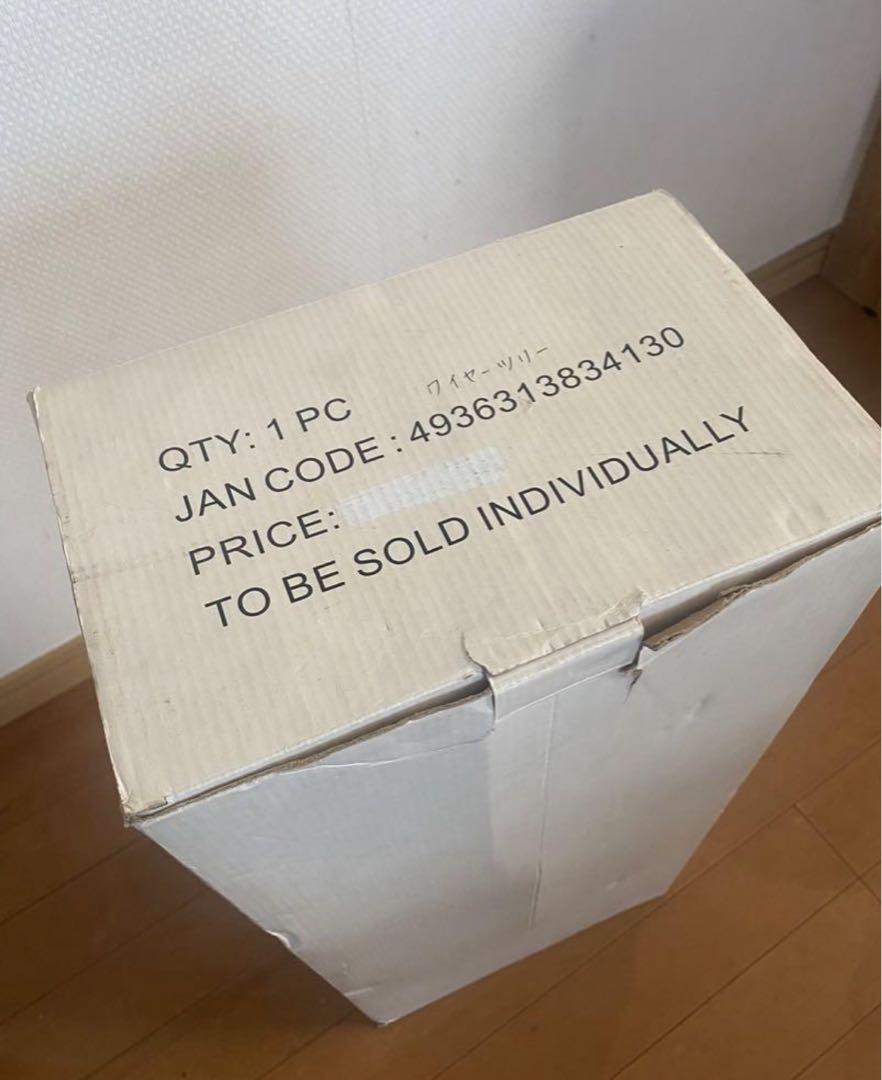 QTY: 1 PC
ワイヤーツリー
JAN CODE : 4936313834130
PRICE:
TO BE SOLD INDIVIDUALLY